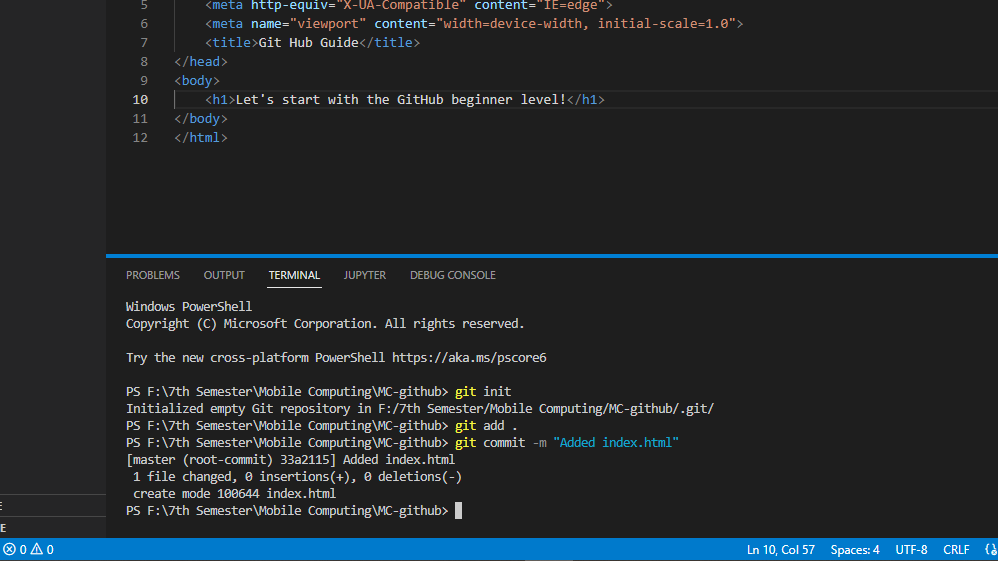 5 <meta http-equiv="X-UA-Compatible" content="IE=edge">
6 <meta name="viewport" content="width=device-width, initial-scale=1.0">
7 <title>Git Hub Guide</title>
8 </head>
9 <body>
10 <h1>Let's start with the GitHub beginner level!</h1>
11 </body>
12 </html>
PROBLEMS OUTPUT TERMINAL JUPYTER DEBUG CONSOLE
Windows PowerShell
Copyright (C) Microsoft Corporation. All rights reserved.
Try the new cross-platform PowerShell https://aka.ms/pscore6
PS F:\7th Semester\Mobile Computing\MC-github> git init
Initialized empty Git repository in F:/7th Semester/Mobile Computing/MC-github/.git/
PS F:\7th Semester\Mobile Computing\MC-github> git add .
PS F:\7th Semester\Mobile Computing\MC-github> git commit -m "Added index.html"
[master (root-commit) 33a2115] Added index.html
1 file changed, 0 insertions(+), 0 deletions(-)
create mode 100644 index.html
PS F:\7th Semester\Mobile Computing\MC-github>
E
E
0 0 Ln 10, Col 57 Spaces: 4 UTF-8 CRLF